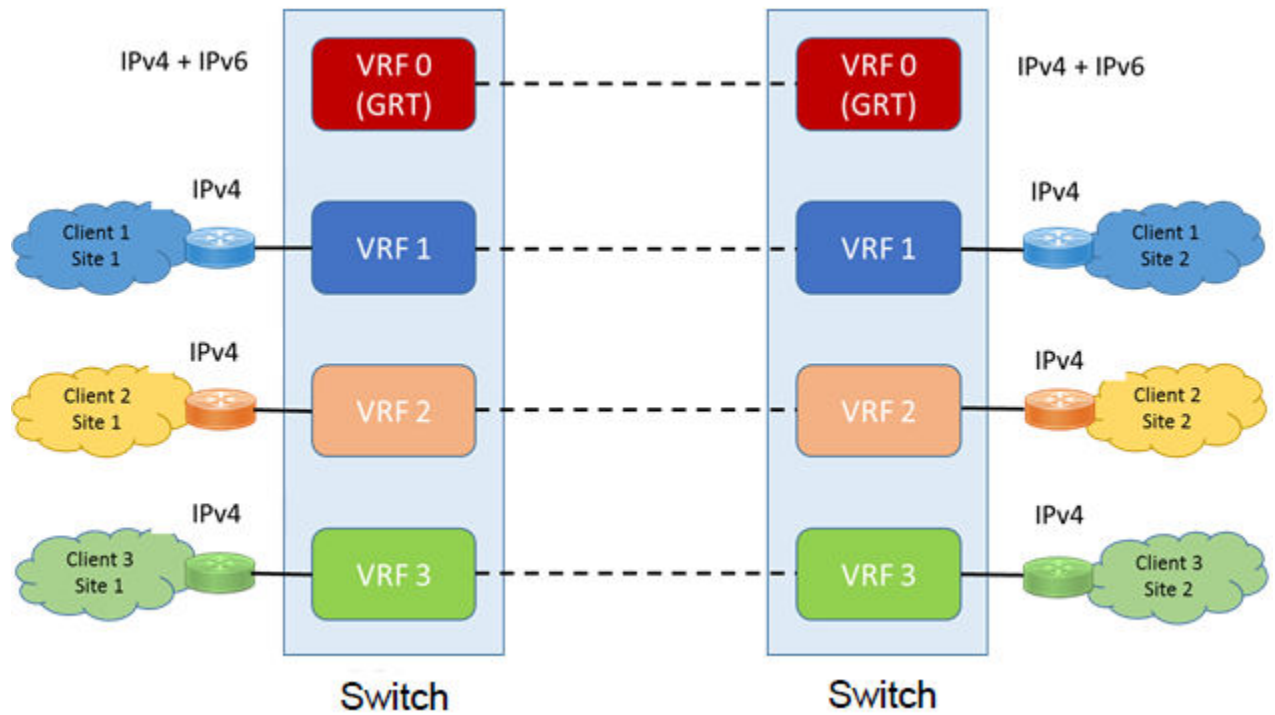 IPv4 + IPv6
VRF 0
(GRT)
VRF 0
(GRT)
IPv4 + IPv6
IPv4
Client 1
Site 1
VRF 1
VRF 1
IPv4
Client 1
Site 2
IPv4
Client 2
Site 1
VRF 2
VRF 2
IPv4
Client 2
Site 2
IPv4
Client 3
Site 1
VRF 3
VRF 3
IPv4
Client 3
Site 2
Switch
Switch